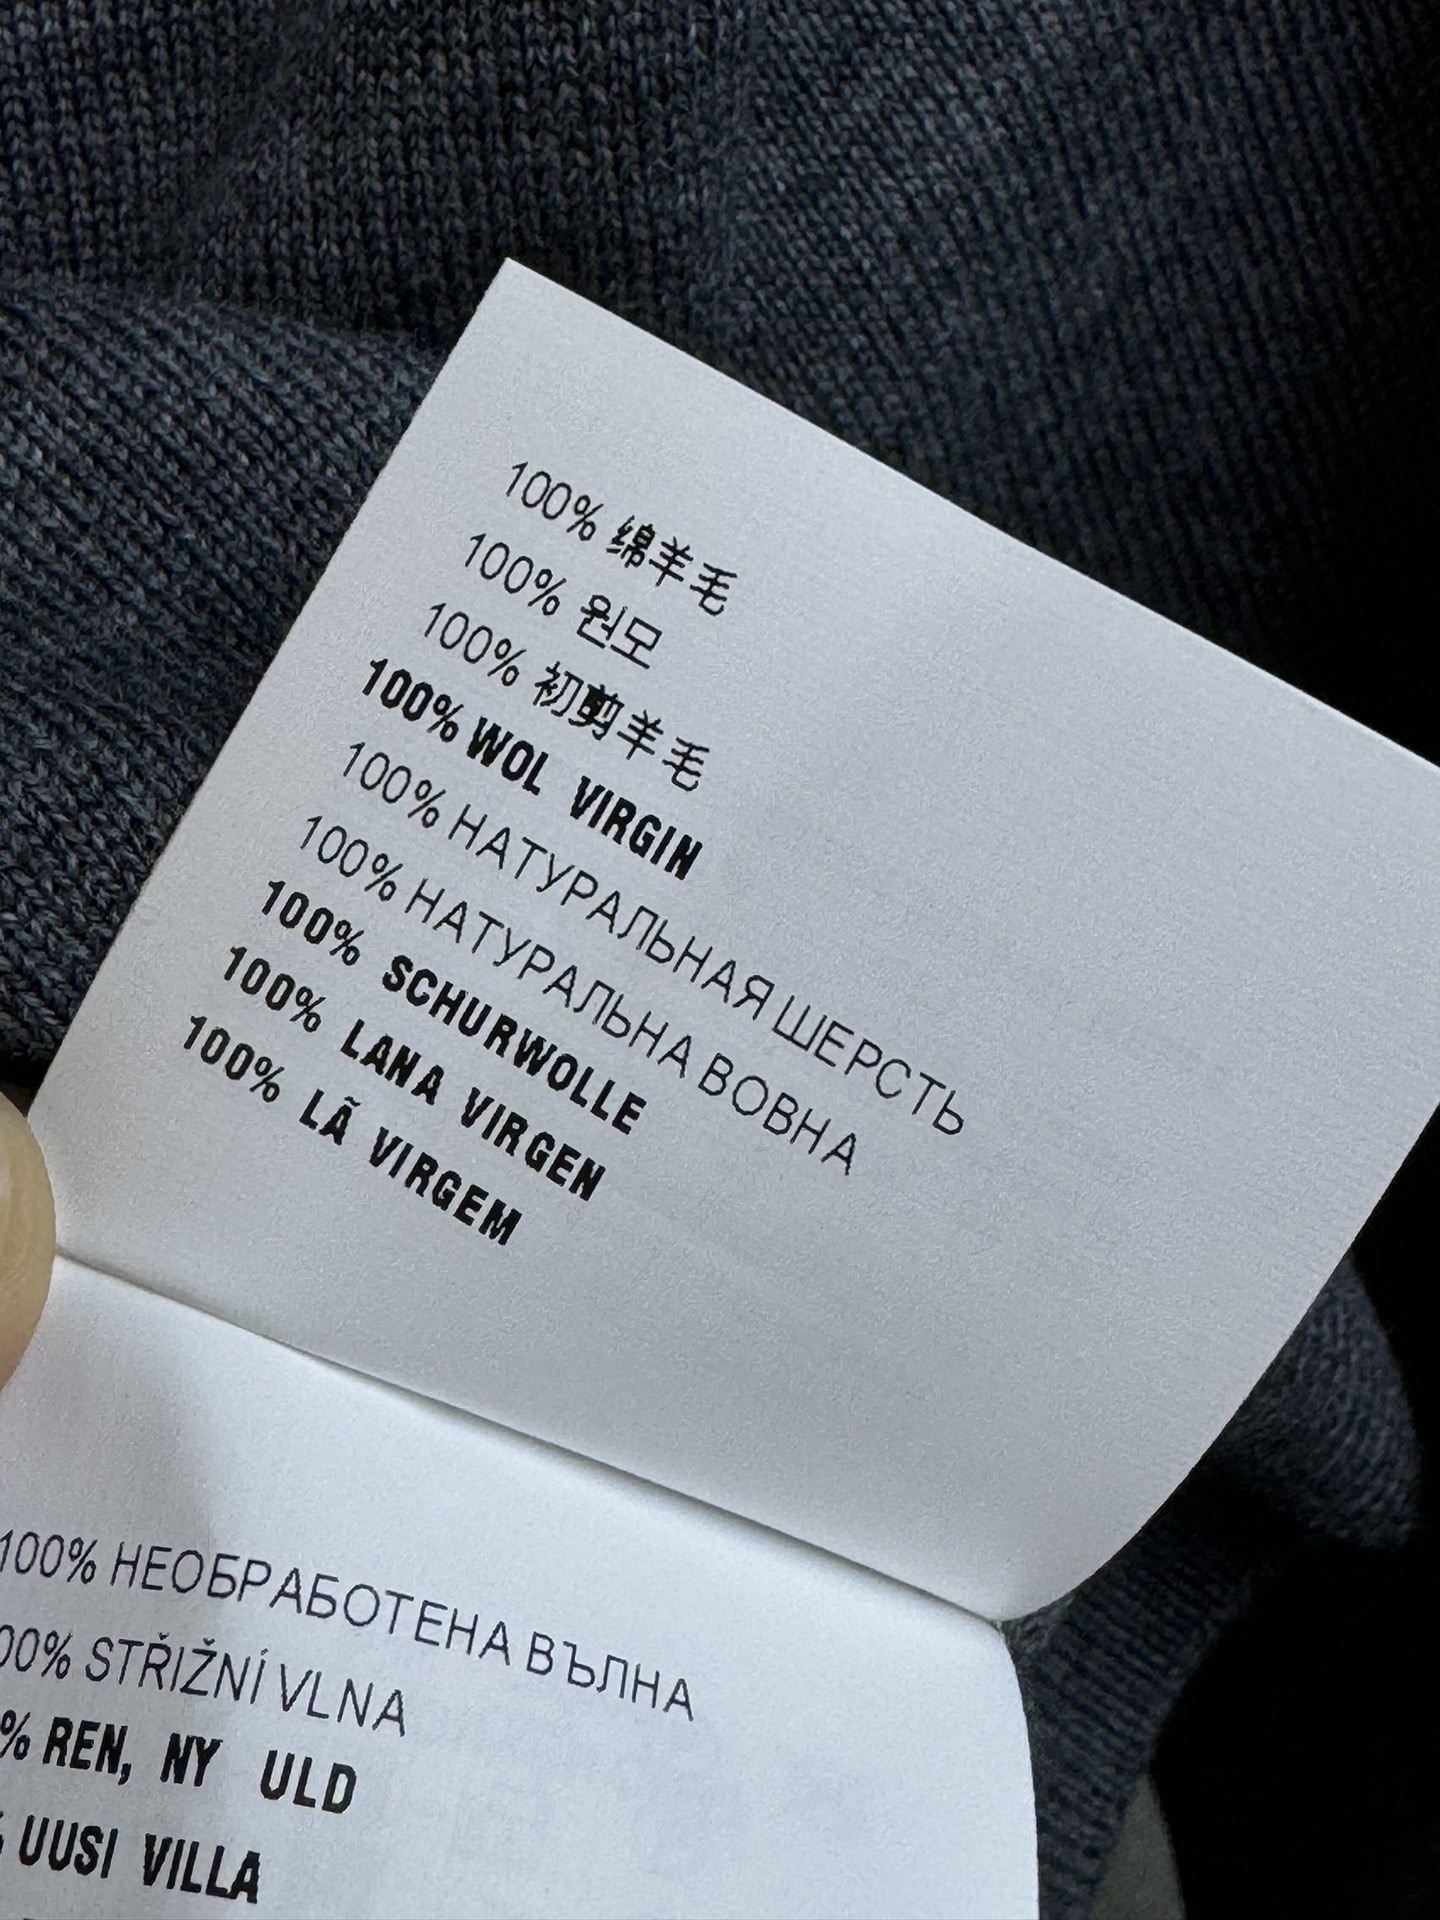 100% 绵羊毛
100% 원모
100% 初剪羊毛
100% WOL VIRGIN
100% НАТУРАЛЬНАЯ ШЕРСТЬ
100% НАТУРАЛЬНА ВОВНА
100% SCHURWOLLE
100% LANA VIRGEN
100% LÃ VIRGEM
100% НЕОБРАБОТЕНА ВЪЛНА
00% STŘIŽNÍ VLNA
% REN, NY ULD
% UUSI VILLA